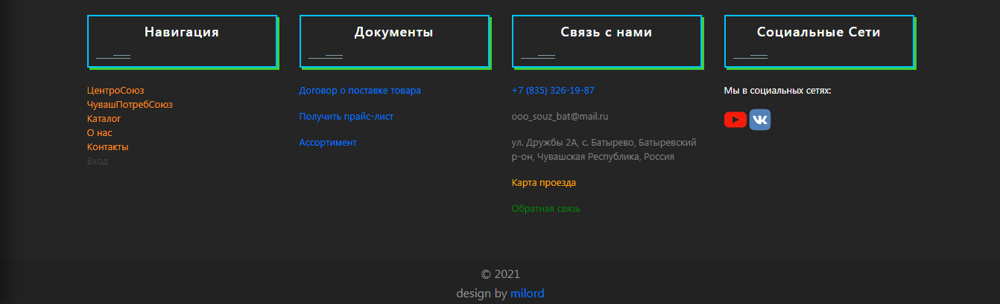 Навигация
ЦентроСоюз
ЧувашПотребСоюз
Каталог
О нас
Контакты
Вход
Документы
Договор о поставке товара
Получить прайс-лист
Ассортимент
Связь с нами
+7 (835) 326-19-87
ooo_souz_bat@mail.ru
ул. Дружбы 2А, с. Батырево, Батыревский
р-он, Чувашская Республика, Россия
Карта проезда
Обратная связь
Социальные Сети
Мы в социальных сетях:
© 2021
design by milord